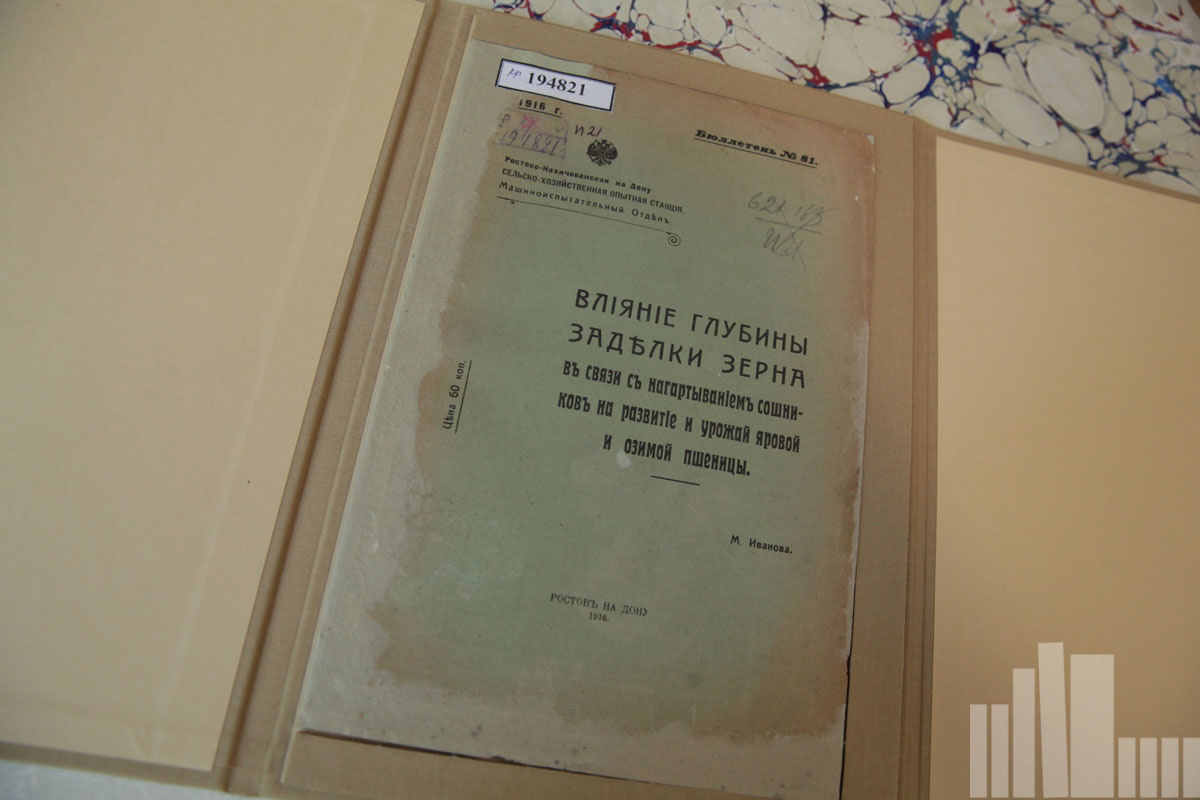 № 194821
1916 г.
194821
И 21
Бюллетень № 81.
Ростово-Нахичеванская на Дону
СЕЛЬСКО-ХОЗЯЙСТВЕННАЯ ОПЫТНАЯ СТАНЦІЯ.
Машиноиспытательный Отдѣлъ.
ВЛІЯНІЕ ГЛУБИНЫ
ЗАДѢЛКИ ЗЕРНА
въ связи съ нагартываніемъ сошни-
ковъ на развитіе и урожай яровой
и озимой пшеницы.
Цѣна 60 коп.
М. Иванова.
РОСТОВЪ НА ДОНУ
1916.